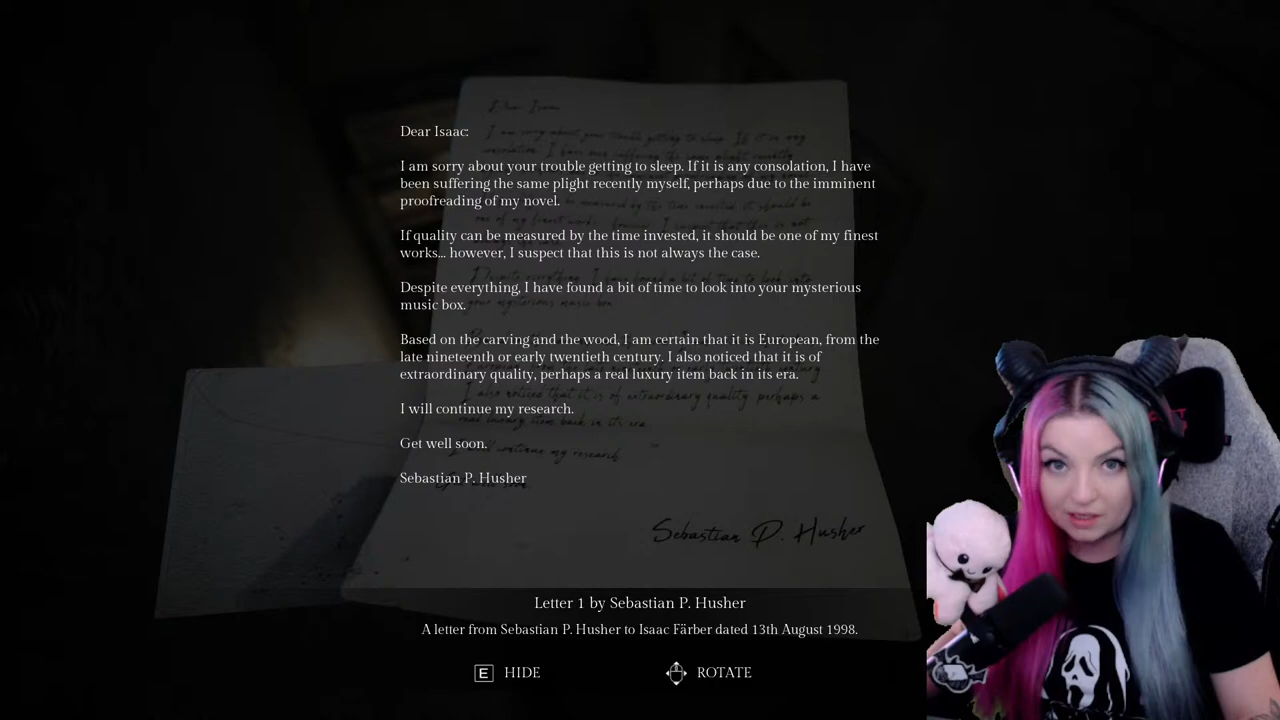 Dear Isaac:
I am sorry about your trouble getting to sleep. If it is any consolation, I have
been suffering the same plight recently myself, perhaps due to the imminent
proofreading of my novel.
If quality can be measured by the time invested, it should be one of my finest
works... however, I suspect that this is not always the case.
Despite everything, I have found a bit of time to look into your mysterious
music box.
Based on the carving and the wood, I am certain that it is European, from the
late nineteenth or early twentieth century. I also noticed that it is of
extraordinary quality, perhaps a real luxury item back in its era.
I will continue my research.
Get well soon.
Sebastian P. Husher
Sebastian P. Husher
Letter 1 by Sebastian P. Husher
A letter from Sebastian P. Husher to Isaac Färber dated 13th August 1998.
E HIDE
ROTATE